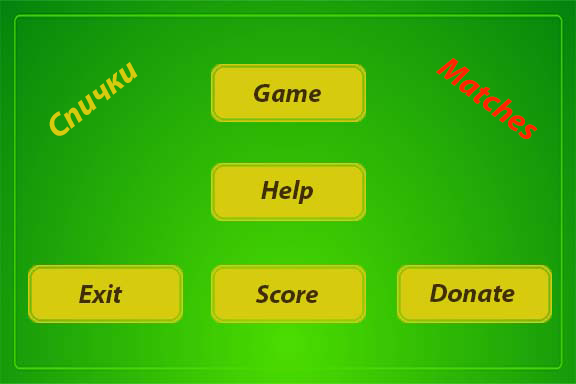 Спички
Matches
Game
Help
Exit
Score
Donate